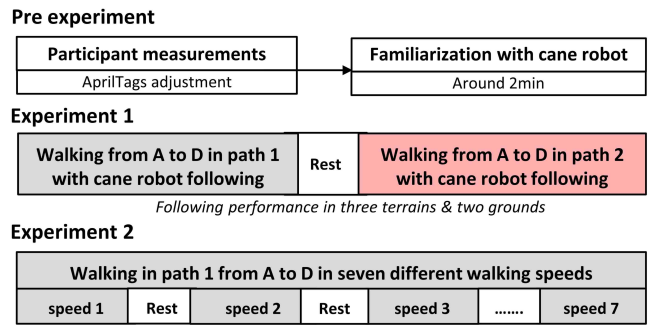 Pre experiment
Participant measurements
AprilTags adjustment
Familiarization with cane robot
Around 2min
Experiment 1
Walking from A to D in path 1
with cane robot following
Rest
Walking from A to D in path 2
with cane robot following
Following performance in three terrains & two grounds
Experiment 2
Walking in path 1 from A to D in seven different walking speeds
speed 1 Rest speed 2 Rest speed 3 ....... speed 7